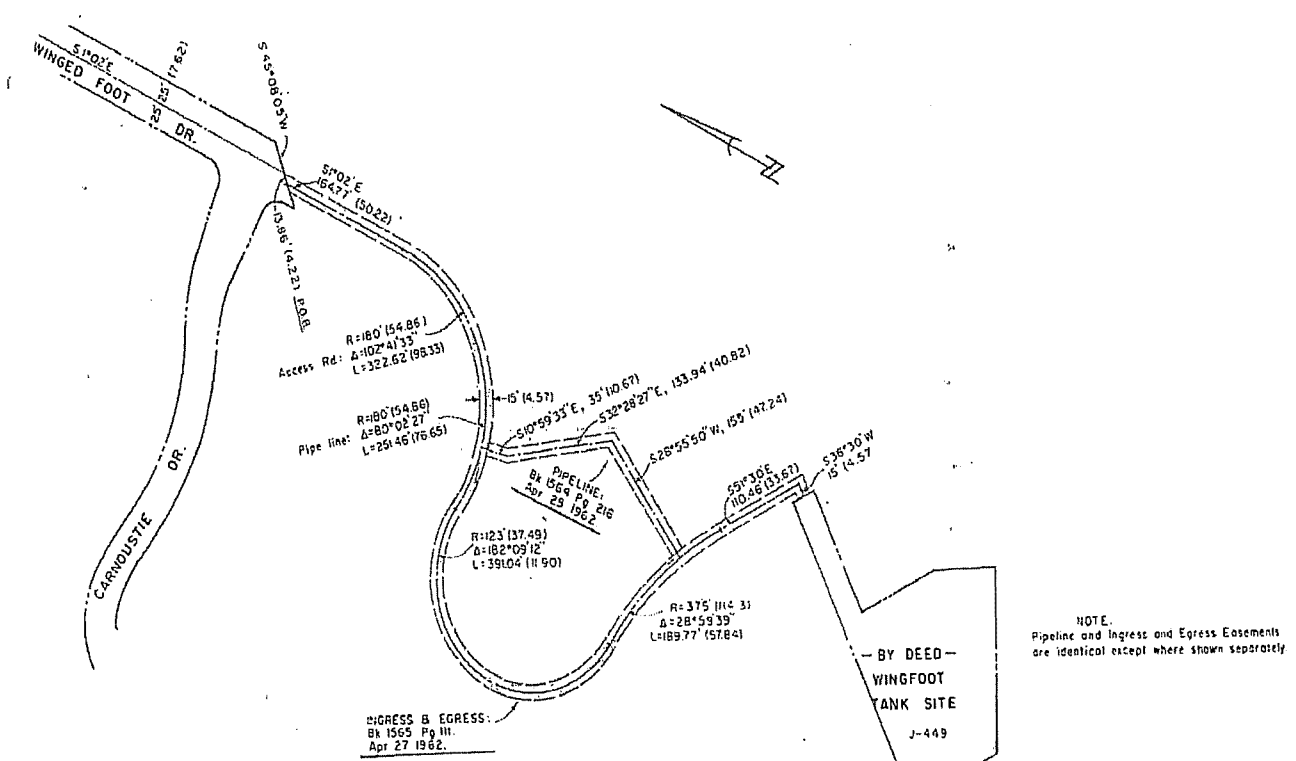 S1°02'E
WINGED FOOT DR.
25' 25' (7.62)
S 45°08'05" W
S1°02'E
164.77' (50.22)
13.86' (4.22) P.O.B.
R=180' (54.86)
Access Rd: Δ=102°41'33"
L=322.62' (98.33)
15' (4.57)
R=180' (54.86)
Pipe line: Δ=80°02'27"
L=251.46' (76.65)
S10°59'33"E, 35' (10.67)
S32°28'27"E, 133.94' (40.82)
S28°55'50"W, 155' (47.24)
PIPELINE:
Bk 1564 Pg 216
Apr 25 1962
S51°30'E
110.46 (33.67)
S38°30'W
15' (4.57
R=123' (37.49)
Δ=182°09'12"
L=391.04' (11.90)
R=375' (114.3)
Δ=28°59'39"
L=189.77' (57.84)
CARNOUSTIE DR.
INGRESS & EGRESS:
Bk 1565 Pg 111.
Apr 27 1962.
— BY DEED —
WINGFOOT
TANK SITE
J-449
NOTE.
Pipeline and Ingress and Egress Easements
are identical except where shown separately